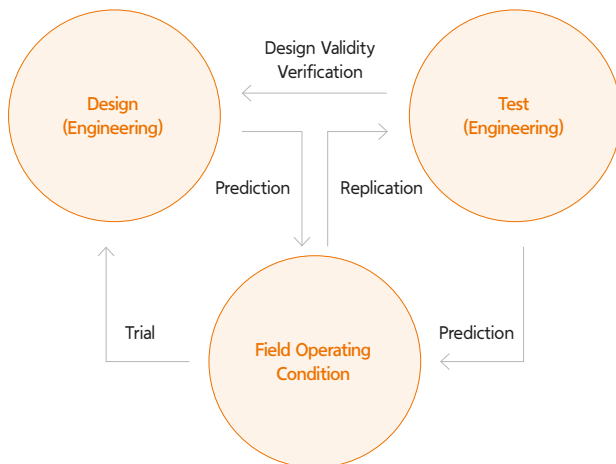 Design Validity
Verification
Design
(Engineering)
Test
(Engineering)
Prediction
Replication
Trial
Field Operating
Condition
Prediction